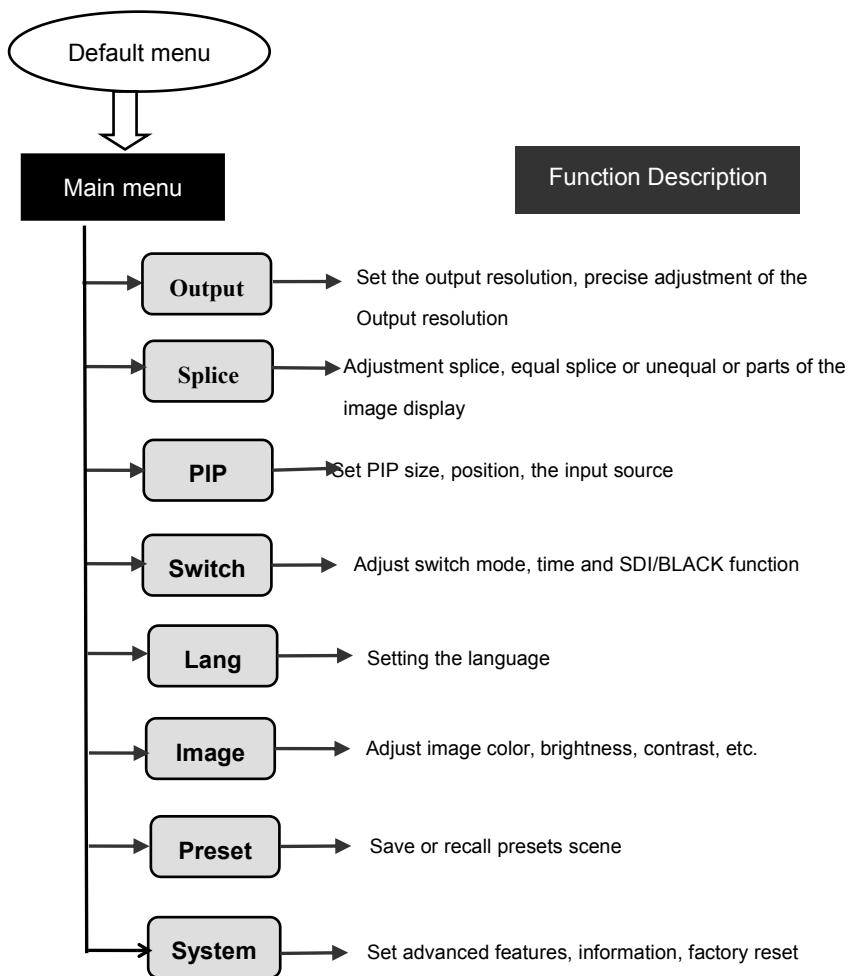 Default menu
Main menu
Function Description
Output
Set the output resolution, precise adjustment of the
Output resolution
Splice
Adjustment splice, equal splice or unequal or parts of the
image display
PIP
Set PIP size, position, the input source
Switch
Adjust switch mode, time and SDI/BLACK function
Lang
Setting the language
Image
Adjust image color, brightness, contrast, etc.
Preset
Save or recall presets scene
System
Set advanced features, information, factory reset